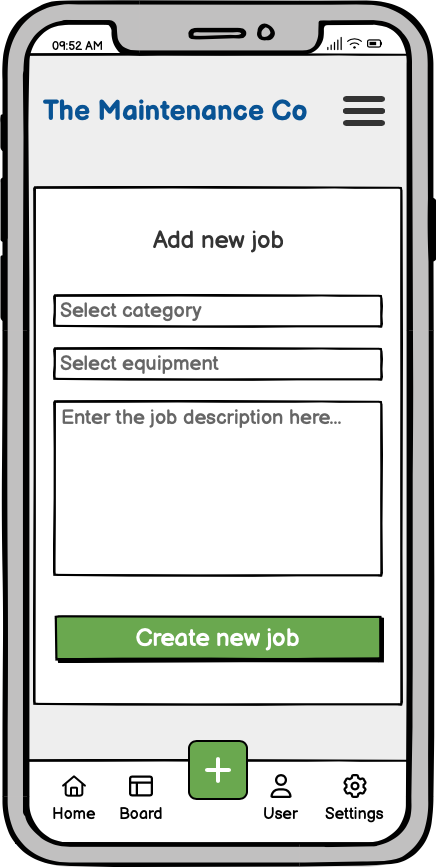 09:52 AM
The Maintenance Co
Add new job
Select category
Select equipment
Enter the job description here...
Create new job
Home Board User Settings